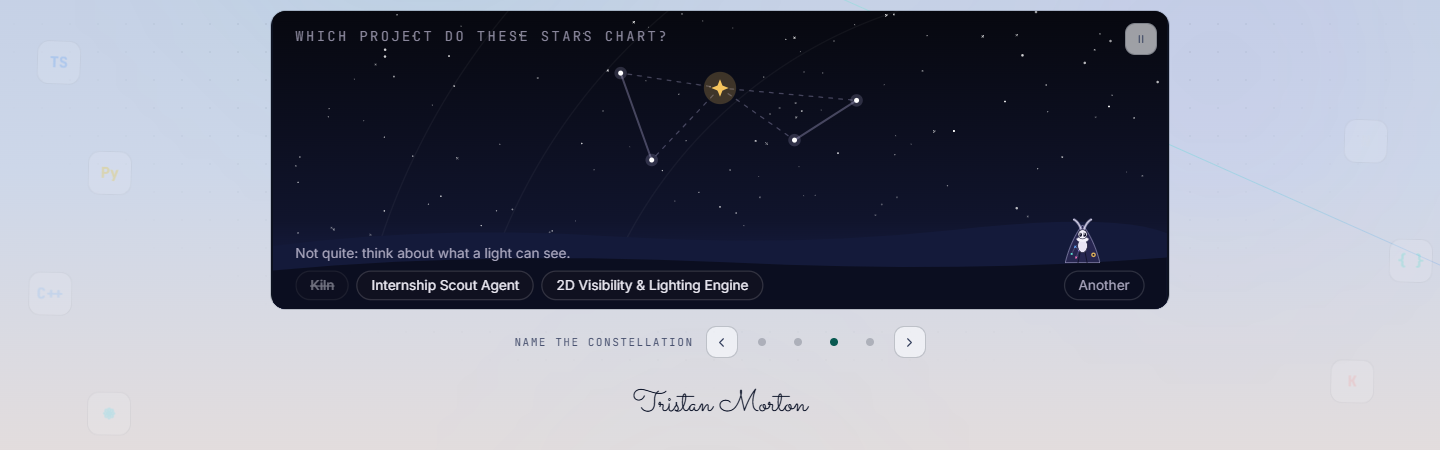 WHICH PROJECT DO THESE STARS CHART?
TS
Py
Not quite: think about what a light can see.
{ }
Kiln
Internship Scout Agent
2D Visibility & Lighting Engine
Another
C++
NAME THE CONSTELLATION
K
Tristan Morton